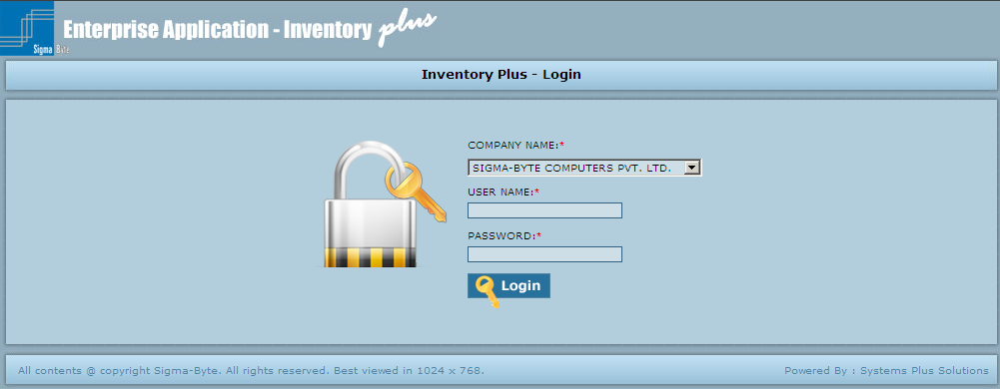 Enterprise Application - Inventory plus
Sigma Byte
Inventory Plus - Login
COMPANY NAME:*
SIGMA-BYTE COMPUTERS PVT. LTD.
USER NAME:*
PASSWORD:*
Login
All contents @ copyright Sigma-Byte. All rights reserved. Best viewed in 1024 x 768.
Powered By : Systems Plus Solutions